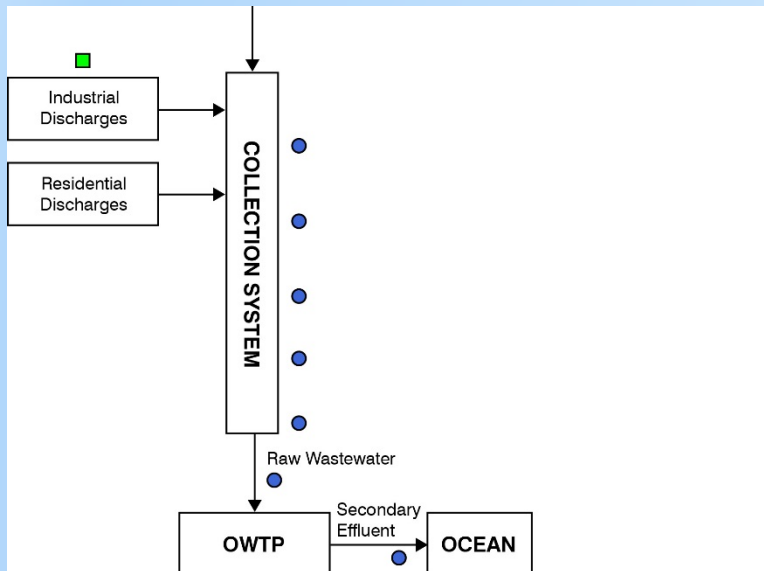 Industrial
Discharges
Residential
Discharges
COLLECTION SYSTEM
Raw Wastewater
Secondary
Effluent
OWTP
OCEAN